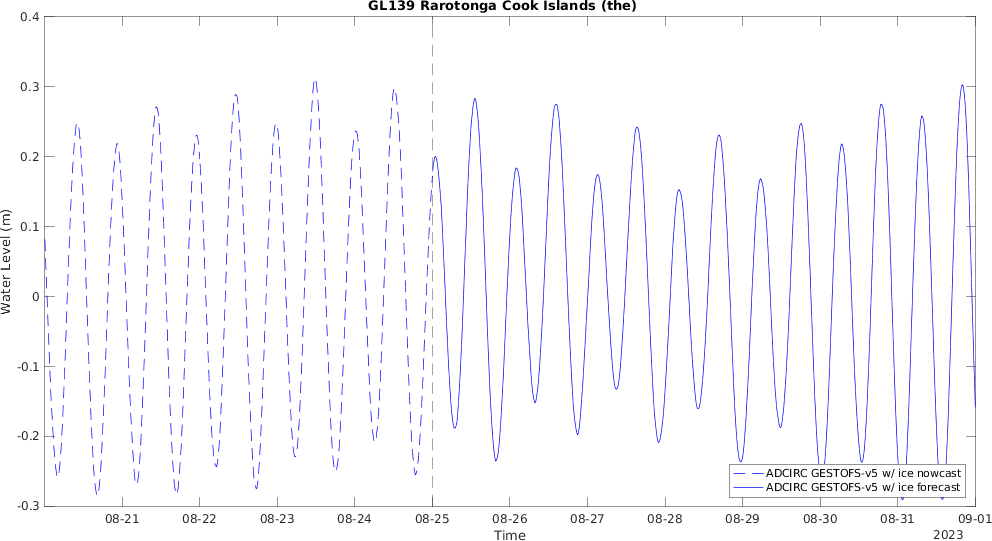 GL139 Rarotonga Cook Islands (the)
0.4
0.3
0.2
0.1
0
-0.1
-0.2
-0.3
Water Level (m)
ADCIRC GESTOFS-v5 w/ ice nowcast
ADCIRC GESTOFS-v5 w/ ice forecast
08-21 08-22 08-23 08-24 08-25 08-26 08-27 08-28 08-29 08-30 08-31 09-01
Time
2023